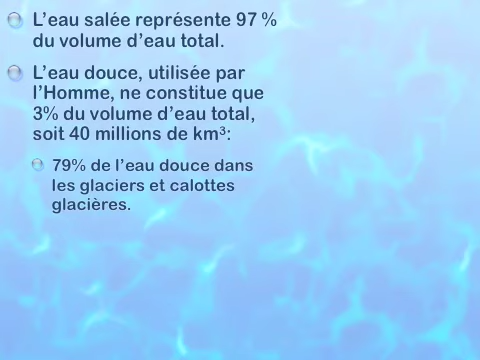 L’eau salée représente 97 %
du volume d’eau total.
L’eau douce, utilisée par
l’Homme, ne constitue que
3% du volume d’eau total,
soit 40 millions de km³:
79% de l’eau douce dans
les glaciers et calottes
glacières.